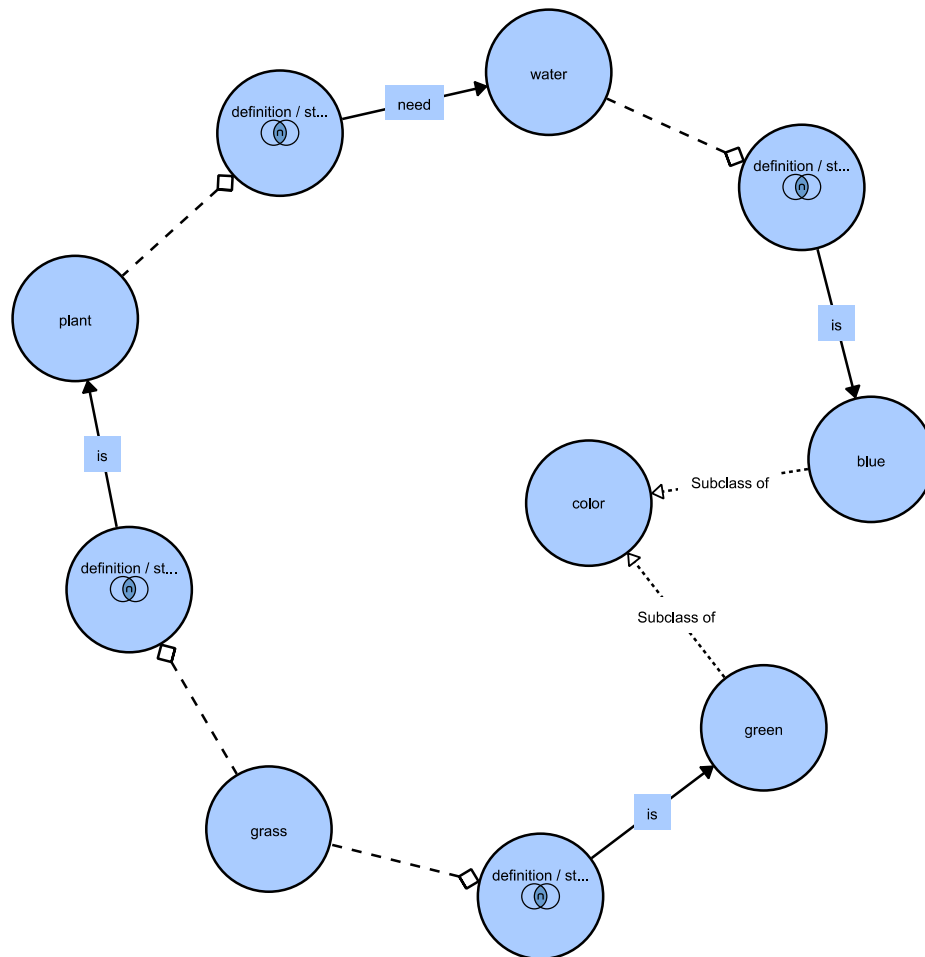 water
definition / st...
need
definition / st...
plant
is
is
blue
Subclass of
color
definition / st...
Subclass of
green
is
grass
definition / st...